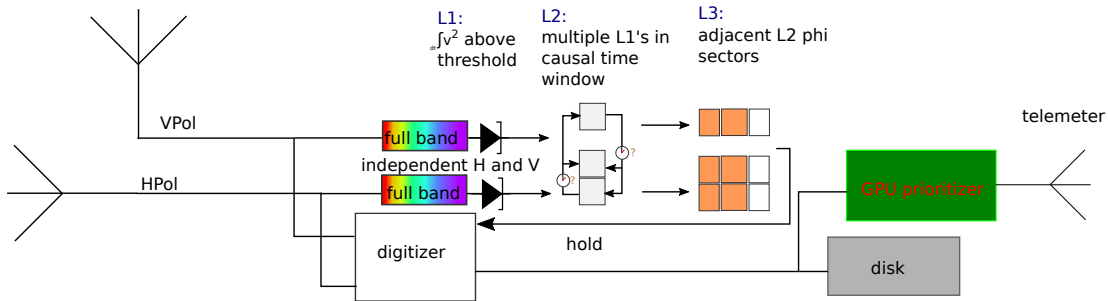 L1:
∫v² above
threshold
L2:
multiple L1's in
causal time
window
L3:
adjacent L2 phi
sectors
telemeter
VPol
full band
independent H and V
?
?
HPol
full band
GPU prioritizer
digitizer
hold
disk